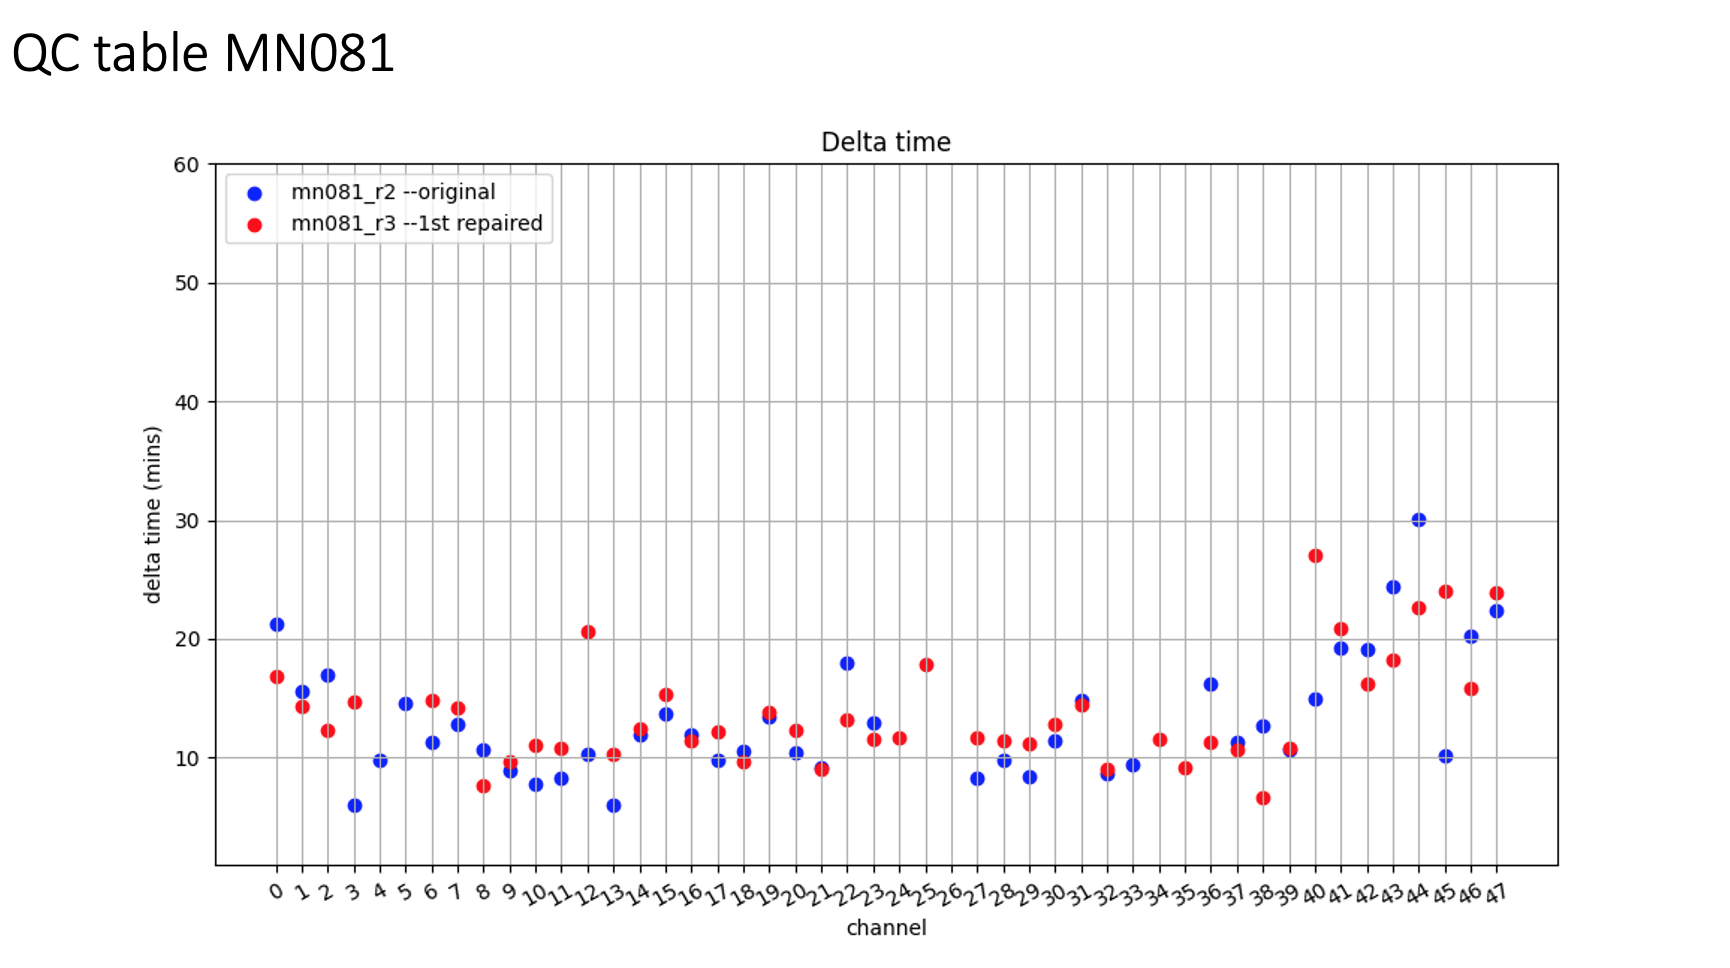 QC table MN081
Delta time
mn081_r2 --original
mn081_r3 --1st repaired
60
50
40
30
20
10
delta time (mins)
0 1 2 3 4 5 6 7 8 9 10 11 12 13 14 15 16 17 18 19 20 21 22 23 24 25 26 27 28 29 30 31 32 33 34 35 36 37 38 39 40 41 42 43 44 45 46 47
channel